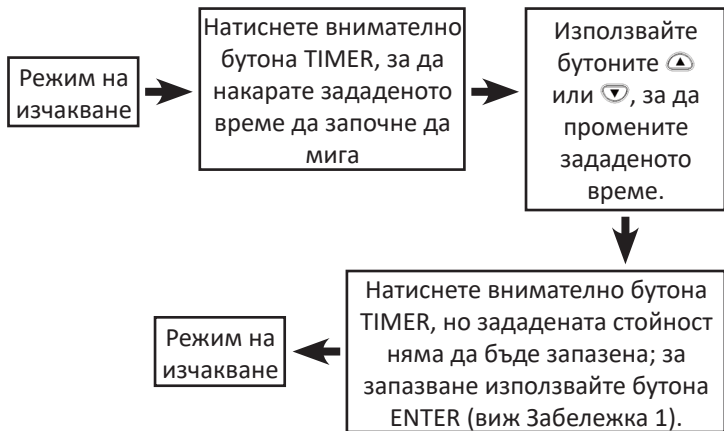 Режим на
изчакване
Натиснете внимателно
бутона TIMER, за да
накарате зададеното
време да започне да
мига
Използвайте
бутоните
или , за да
промените
зададеното
време.
Натиснете внимателно бутона
TIMER, но зададената стойност
няма да бъде запазена; за
запазване използвайте бутона
ENTER (виж Забележка 1).
Режим на
изчакване